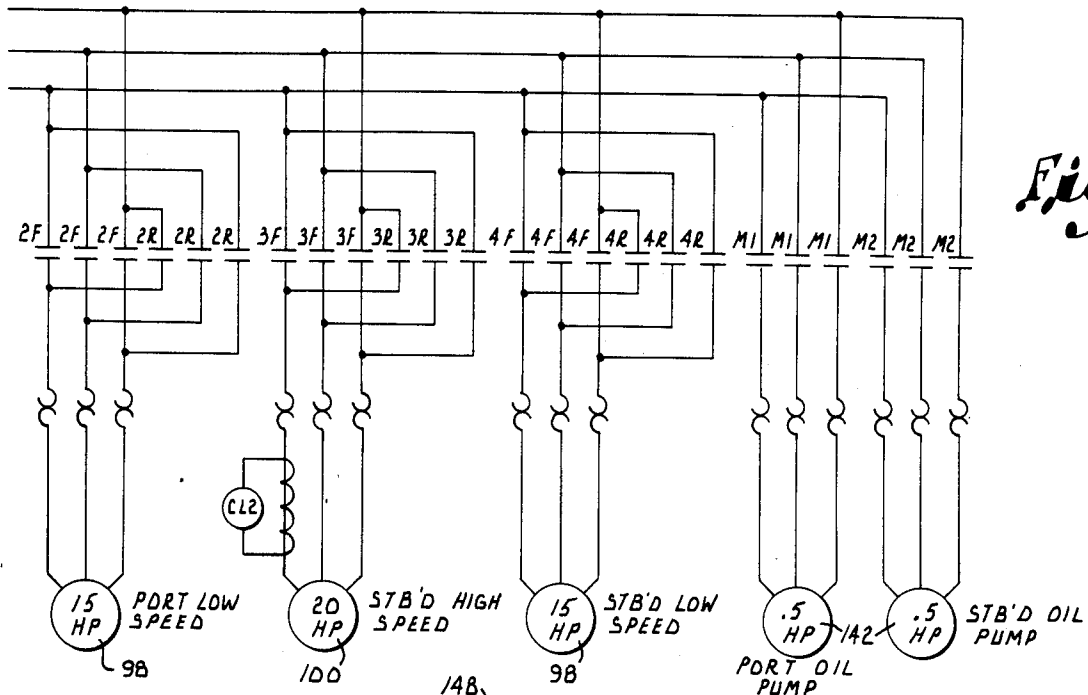 2F 2F 2F 2R 2R 2R 3F 3F 3F 3R 3R 3R 4F 4F 4F 4R 4R 4R M1 M1 M1 M2 M2 M2
CL2
15 HP
PORT LOW
SPEED
98
20 HP
STB'D HIGH
SPEED
100
15 HP
STB'D LOW
SPEED
98
.5 HP
PORT OIL
PUMP
142
.5 HP
STB'D OIL
PUMP
148